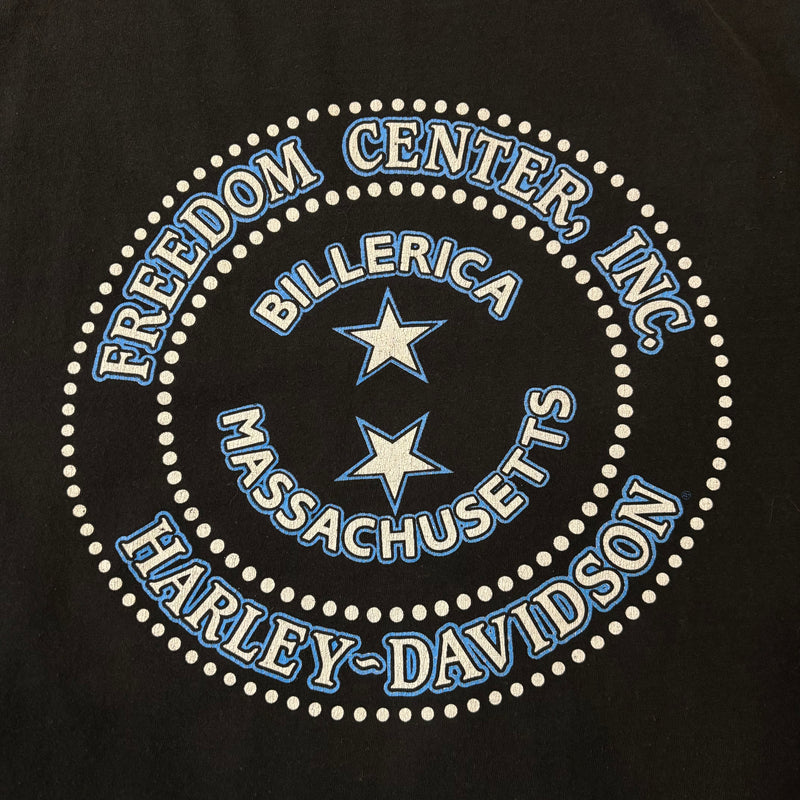 FREEDOM CENTER, INC.
BILLERICA
MASSACHUSETTS
HARLEY~DAVIDSON